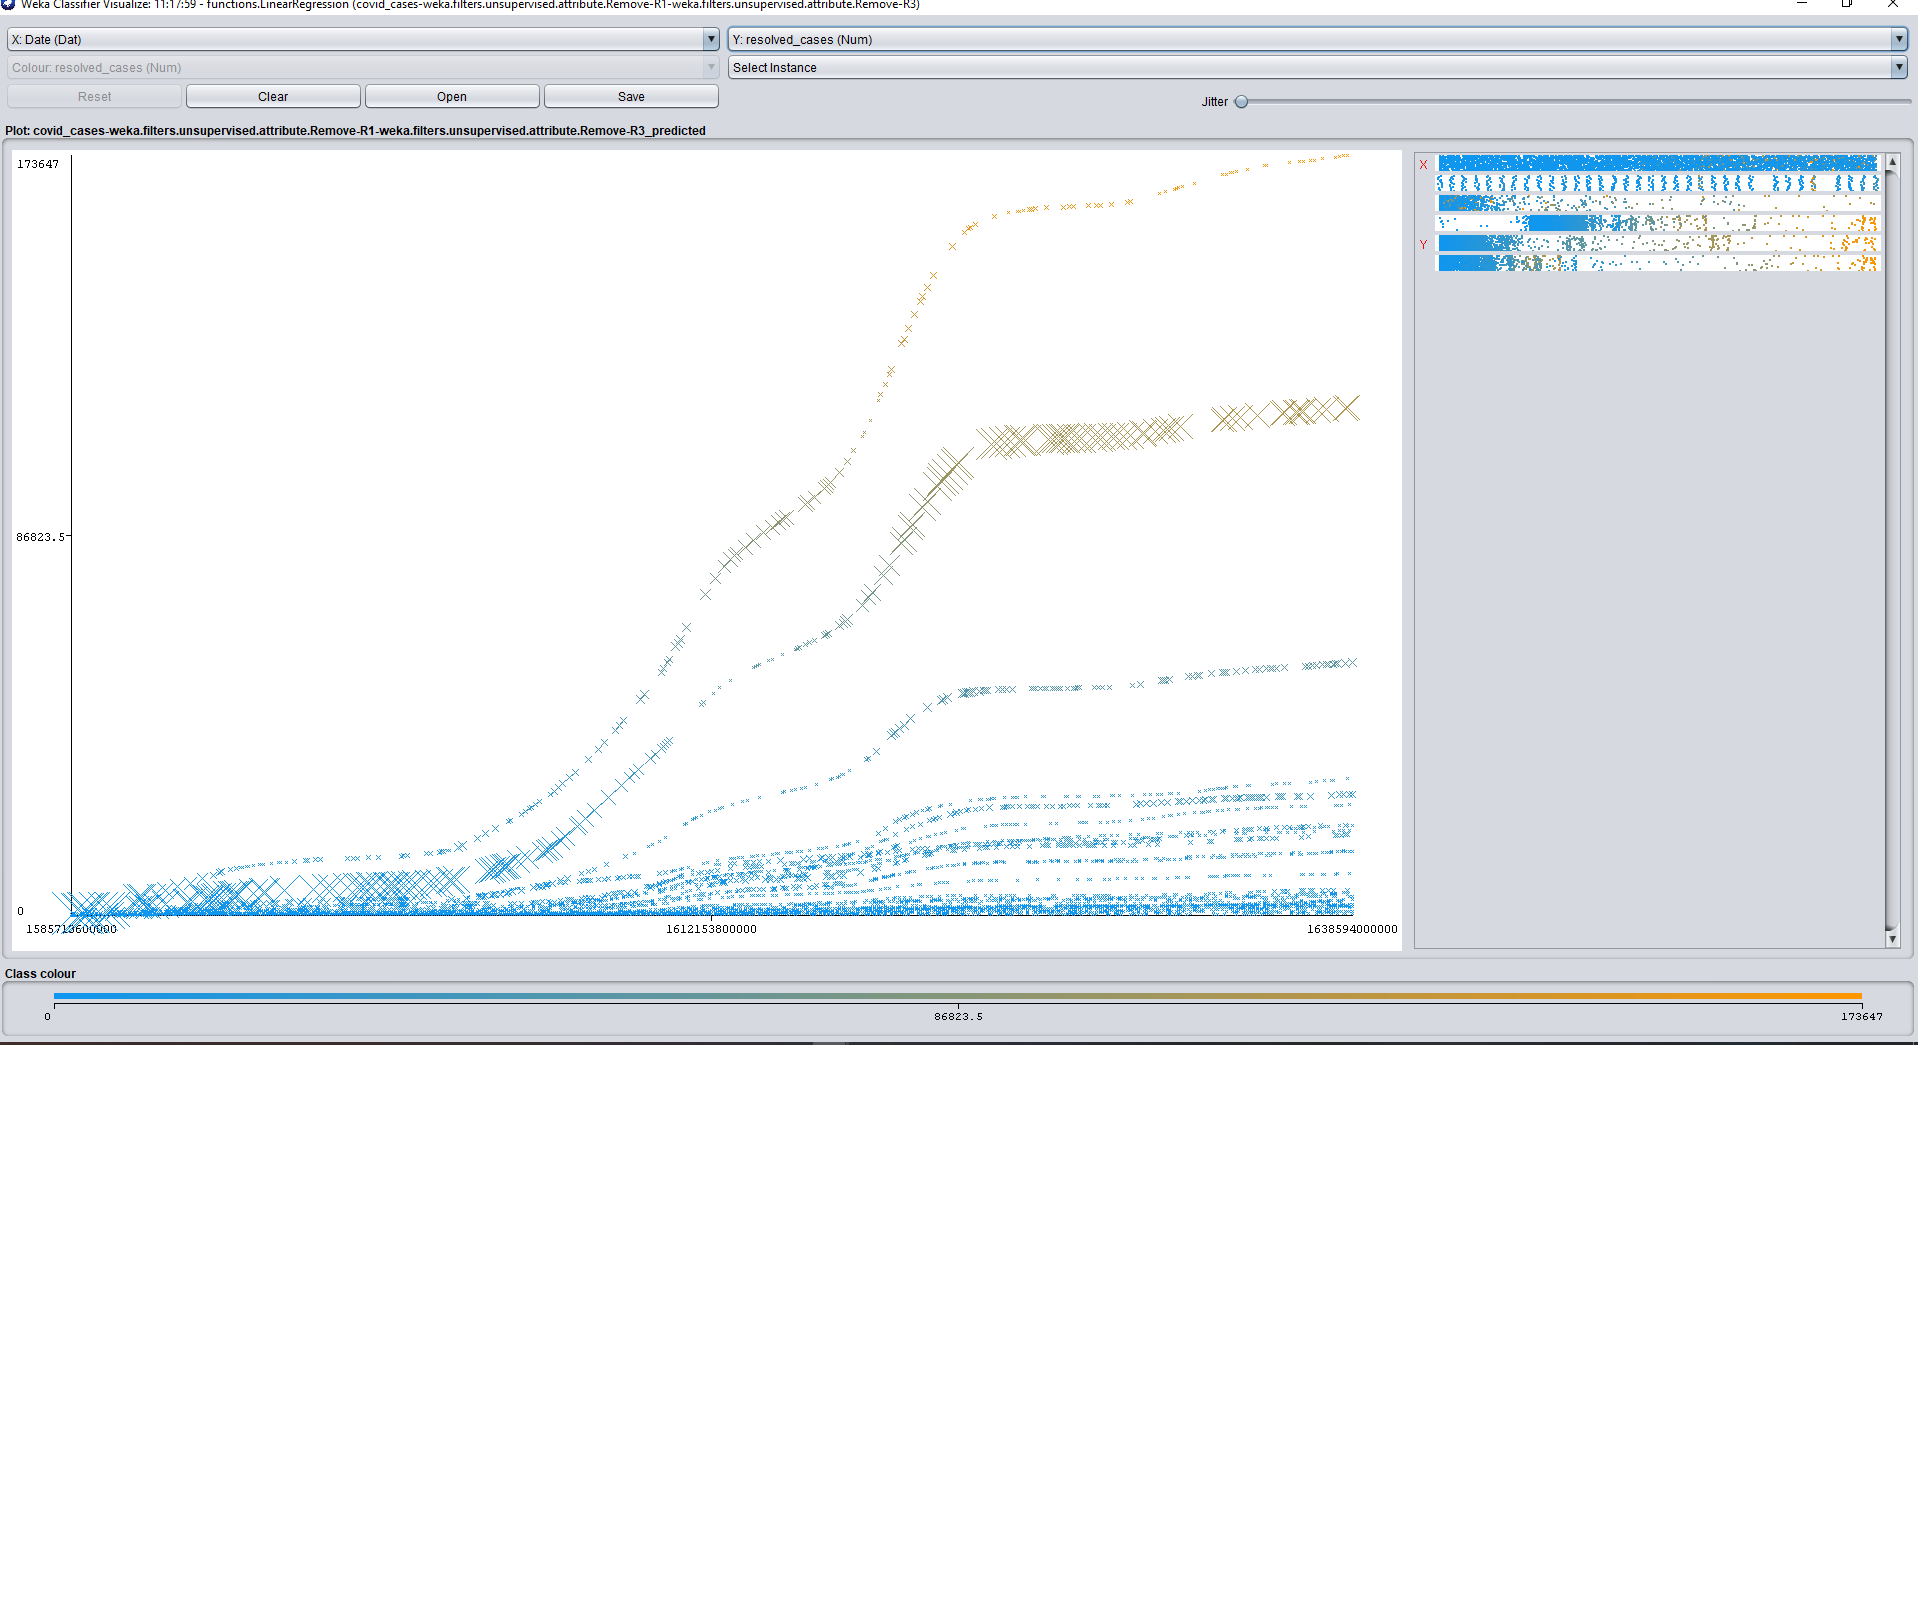 Weka Classifier Visualize: 11:17:59 - functions.LinearRegression (covid_cases-weka.filters.unsupervised.attribute.Remove-R1-weka.filters.unsupervised.attribute.Remove-R3)
X: Date (Dat)
Y: resolved_cases (Num)
Colour: resolved_cases (Num)
Select Instance
Reset
Clear
Open
Save
Jitter
Plot: covid_cases-weka.filters.unsupervised.attribute.Remove-R1-weka.filters.unsupervised.attribute.Remove-R3_predicted
173647
X
Y
86823.5
0
1585713600000
1612153800000
1638594000000
Class colour
0
86823.5
173647